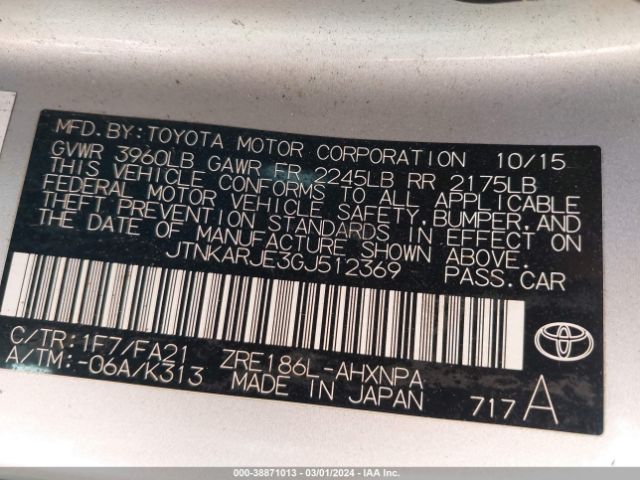 MFD.BY:TOYOTA MOTOR CORPORATION 10/15
GVWR 3960LB GAWR FR 2245LB RR 2175LB
THIS VEHICLE CONFORMS TO ALL APPLICABLE
FEDERAL MOTOR VEHICLE SAFETY,BUMPER,AND
THEFT PREVENTION STANDARDS IN EFFECT ON
THE DATE OF MANUFACTURE SHOWN ABOVE.
JTNKARJE3GJ512369 PASS.CAR
C/TR:1F7/FA21 ZRE186L-AHXNPA
A/TM:-06A/K313 MADE IN JAPAN 717A
000-38871013 — 03/01/2024 — IAA Inc.